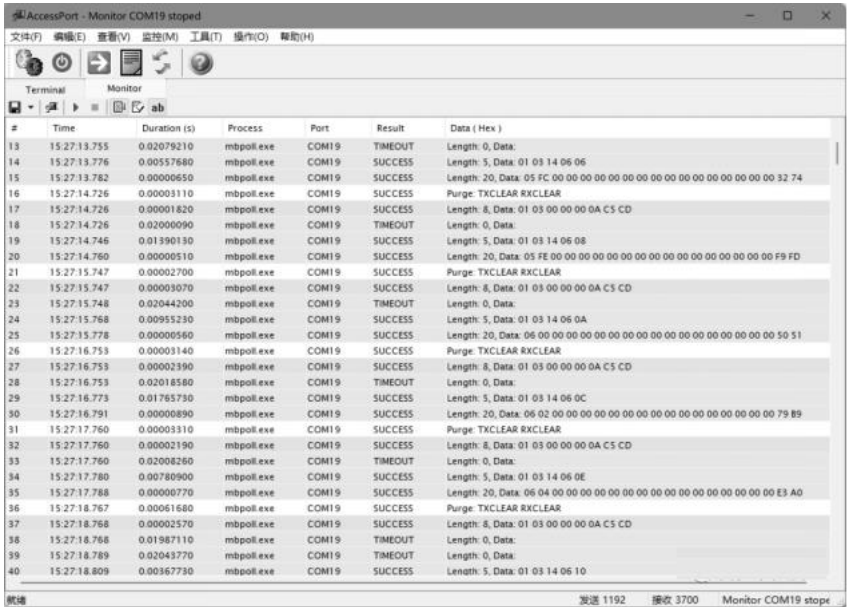 AccessPort - Monitor COM19 stoped
文件(F) 编辑(E) 查看(V) 监控(M) 工具(T) 操作(O) 帮助(H)
Terminal Monitor
ab
# Time Duration (s) Process Port Result Data ( Hex )
13 15:27:13.755 0.02079210 mbpoll.exe COM19 TIMEOUT Length: 0, Data:
14 15:27:13.776 0.00557680 mbpoll.exe COM19 SUCCESS Length: 5, Data: 01 03 14 06 06
15 15:27:13.782 0.00000650 mbpoll.exe COM19 SUCCESS Length: 20, Data: 05 FC 00 00 00 00 00 00 00 00 00 00 00 00 00 00 00 00 32 74
16 15:27:14.726 0.00003110 mbpoll.exe COM19 SUCCESS Purge: TXCLEAR RXCLEAR
17 15:27:14.726 0.00001820 mbpoll.exe COM19 SUCCESS Length: 8, Data: 01 03 00 00 00 0A C5 CD
18 15:27:14.726 0.02000090 mbpoll.exe COM19 TIMEOUT Length: 0, Data:
19 15:27:14.746 0.01390130 mbpoll.exe COM19 SUCCESS Length: 5, Data: 01 03 14 06 08
20 15:27:14.760 0.00000510 mbpoll.exe COM19 SUCCESS Length: 20, Data: 05 FE 00 00 00 00 00 00 00 00 00 00 00 00 00 00 00 00 F9 FD
21 15:27:15.747 0.00002700 mbpoll.exe COM19 SUCCESS Purge: TXCLEAR RXCLEAR
22 15:27:15.747 0.00003070 mbpoll.exe COM19 SUCCESS Length: 8, Data: 01 03 00 00 00 0A C5 CD
23 15:27:15.748 0.02044200 mbpoll.exe COM19 TIMEOUT Length: 0, Data:
24 15:27:15.768 0.00955230 mbpoll.exe COM19 SUCCESS Length: 5, Data: 01 03 14 06 0A
25 15:27:15.778 0.00000560 mbpoll.exe COM19 SUCCESS Length: 20, Data: 06 00 00 00 00 00 00 00 00 00 00 00 00 00 00 00 00 00 50 51
26 15:27:16.753 0.00003140 mbpoll.exe COM19 SUCCESS Purge: TXCLEAR RXCLEAR
27 15:27:16.753 0.00002390 mbpoll.exe COM19 SUCCESS Length: 8, Data: 01 03 00 00 00 0A C5 CD
28 15:27:16.753 0.02018580 mbpoll.exe COM19 TIMEOUT Length: 0, Data:
29 15:27:16.773 0.01765730 mbpoll.exe COM19 SUCCESS Length: 5, Data: 01 03 14 06 0C
30 15:27:16.791 0.00000890 mbpoll.exe COM19 SUCCESS Length: 20, Data: 06 02 00 00 00 00 00 00 00 00 00 00 00 00 00 00 00 00 79 B9
31 15:27:17.760 0.00003310 mbpoll.exe COM19 SUCCESS Purge: TXCLEAR RXCLEAR
32 15:27:17.760 0.00002190 mbpoll.exe COM19 SUCCESS Length: 8, Data: 01 03 00 00 00 0A C5 CD
33 15:27:17.760 0.02008260 mbpoll.exe COM19 TIMEOUT Length: 0, Data:
34 15:27:17.780 0.00780900 mbpoll.exe COM19 SUCCESS Length: 5, Data: 01 03 14 06 0E
35 15:27:17.788 0.00000770 mbpoll.exe COM19 SUCCESS Length: 20, Data: 06 04 00 00 00 00 00 00 00 00 00 00 00 00 00 00 00 00 E3 A0
36 15:27:18.767 0.00061680 mbpoll.exe COM19 SUCCESS Purge: TXCLEAR RXCLEAR
37 15:27:18.768 0.00002570 mbpoll.exe COM19 SUCCESS Length: 8, Data: 01 03 00 00 00 0A C5 CD
38 15:27:18.768 0.01987110 mbpoll.exe COM19 TIMEOUT Length: 0, Data:
39 15:27:18.789 0.02043770 mbpoll.exe COM19 TIMEOUT Length: 0, Data:
40 15:27:18.809 0.00367730 mbpoll.exe COM19 SUCCESS Length: 5, Data: 01 03 14 06 10
就绪 发送 1192 接收 3700 Monitor COM19 stope